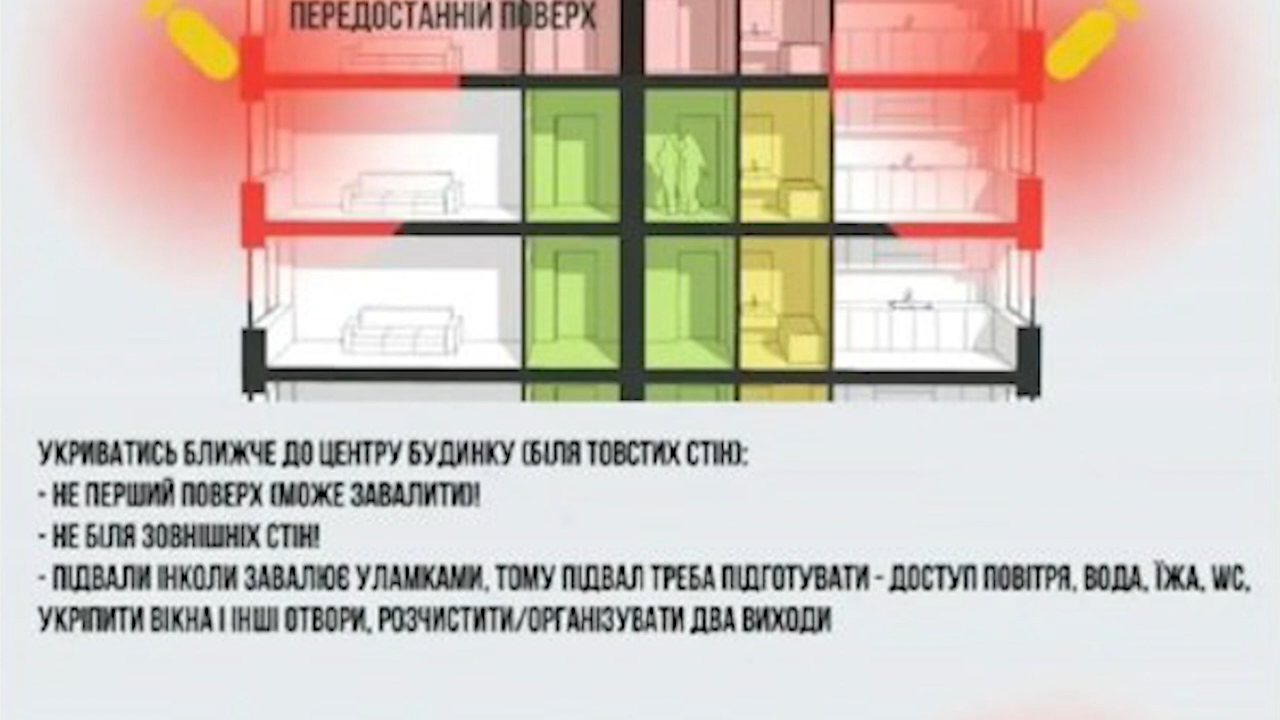 ПЕРЕДОСТАННІЙ ПОВЕРХ
УКРИВАТИСЬ БЛИЖЧЕ ДО ЦЕНТРУ БУДИНКУ (БІЛЯ ТОВСТИХ СТІН):
- НЕ ПЕРШИЙ ПОВЕРХ (МОЖЕ ЗАВАЛИТИ)!
- НЕ БІЛЯ ЗОВНІШНІХ СТІН!
- ПІДВАЛИ ІНКОЛИ ЗАВАЛЮЄ УЛАМКАМИ, ТОМУ ПІДВАЛ ТРЕБА ПІДГОТУВАТИ - ДОСТУП ПОВІТРЯ, ВОДА, ЇЖА, WC,
УКРІПИТИ ВІКНА І ІНШІ ОТВОРИ, РОЗЧИСТИТИ/ОРГАНІЗУВАТИ ДВА ВИХОДИ